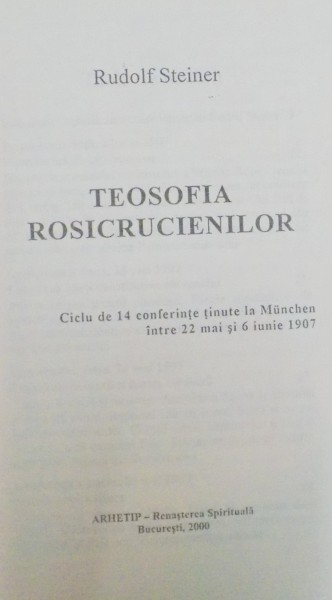 Rudolf Steiner
TEOSOFIA
ROSICRUCIENILOR
Ciclu de 14 conferinţe ţinute la München
între 22 mai şi 6 iunie 1907
ARHETIP – Renaşterea Spirituală
Bucureşti, 2000